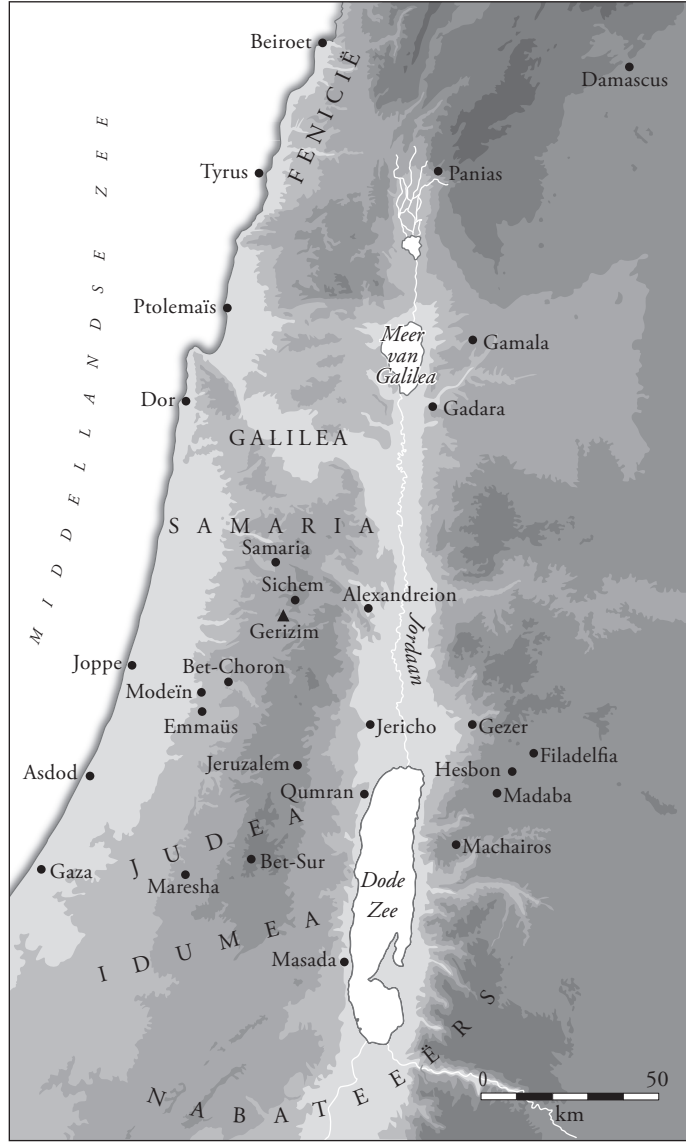 Beiroet
Damascus
FENICIË
Tyrus
Panias
MIDDELLANDSE ZEE
Ptolemaïs
Meer
van
Galilea
Gamala
Dor
Gadara
GALILEA
SAMARIA
Samaria
Sichem
Alexandreion
Gerizim
Jordaan
Joppe
Bet-Choron
Modeïn
Emmaüs
Jericho
Gezer
Filadelfia
Jeruzalem
Hesbon
Asdod
Qumran
Madaba
JUDEA
Machairos
Bet-Sur
Gaza
Maresha
Dode
Zee
IDUMEA
Masada
NABATEEËRS
0 50
km